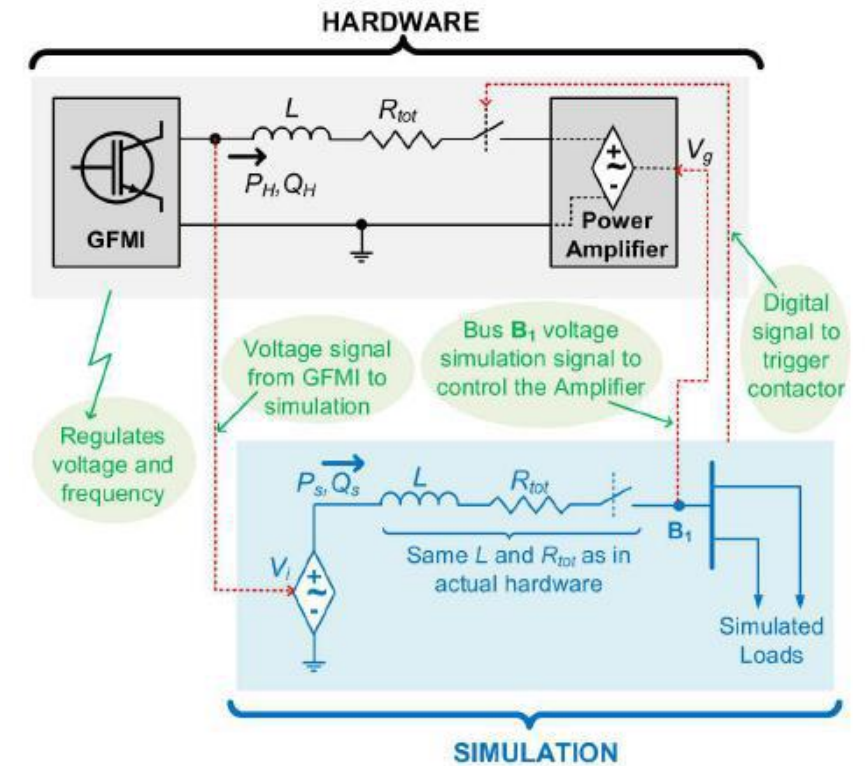 HARDWARE
L
R_tot
P_H, Q_H
GFMI
V_g
+
~
-
Power
Amplifier
Digital
signal to
trigger
contactor
Bus B₁ voltage
simulation signal to
control the Amplifier
Voltage signal
from GFMI to
simulation
Regulates
voltage and
frequency
P_s, Q_s
L
R_tot
B₁
Same L and R_tot as in
actual hardware
V_i
+
~
-
Simulated
Loads
SIMULATION